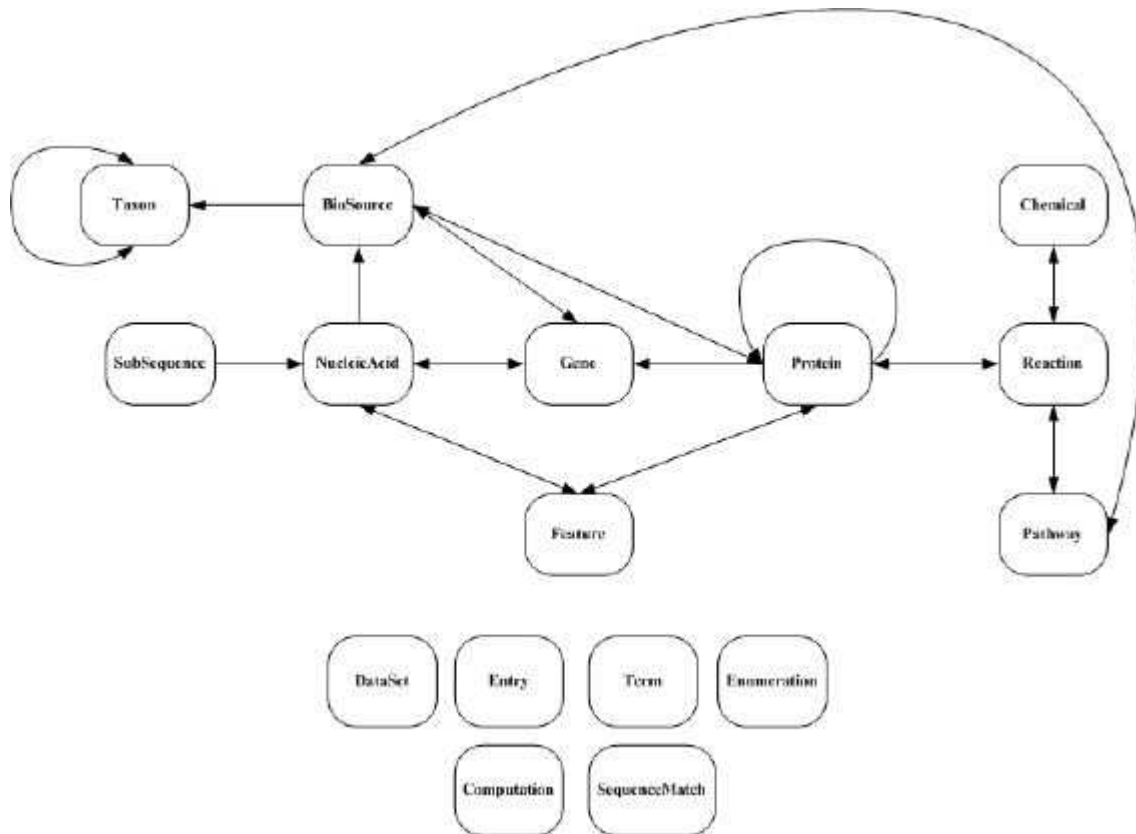 Taxon
BioSource
Chemical
SubSequence
NucleicAcid
Gene
Protein
Reaction
Feature
Pathway
DataSet
Entry
Term
Enumeration
Computation
SequenceMatch